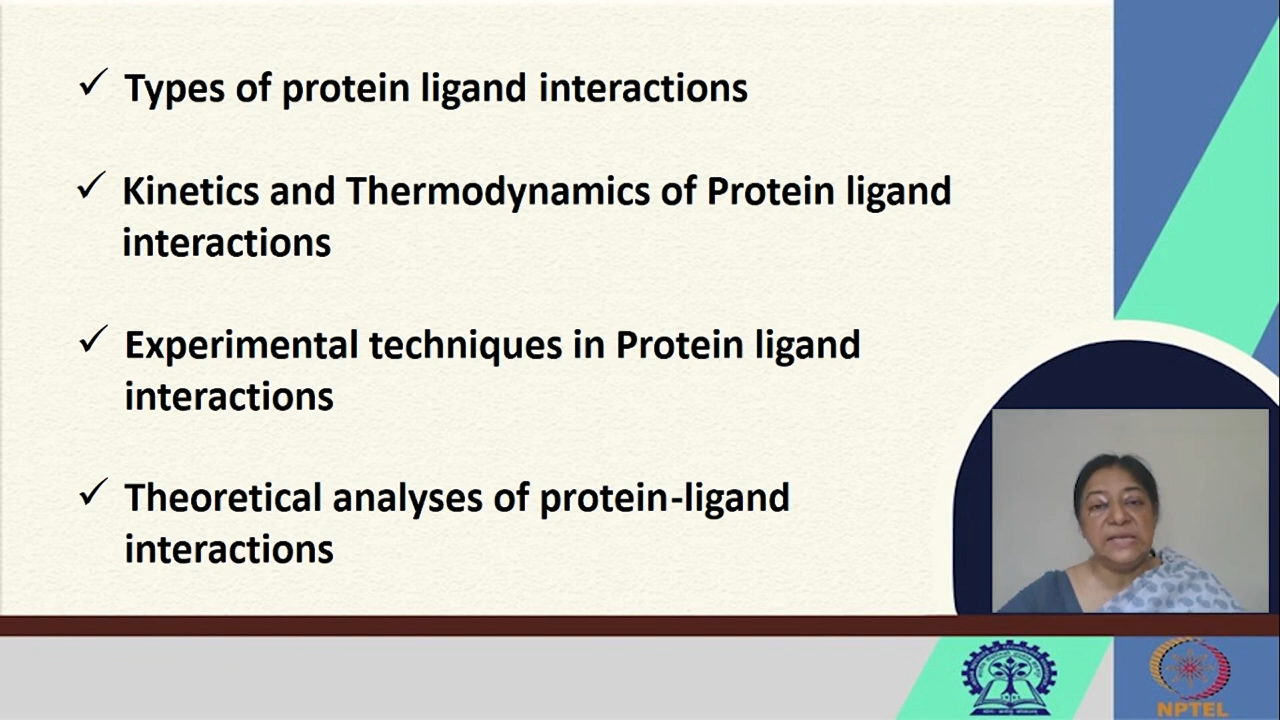 ✓ Types of protein ligand interactions
✓ Kinetics and Thermodynamics of Protein ligand
interactions
✓ Experimental techniques in Protein ligand
interactions
✓ Theoretical analyses of protein-ligand
interactions
NPTEL